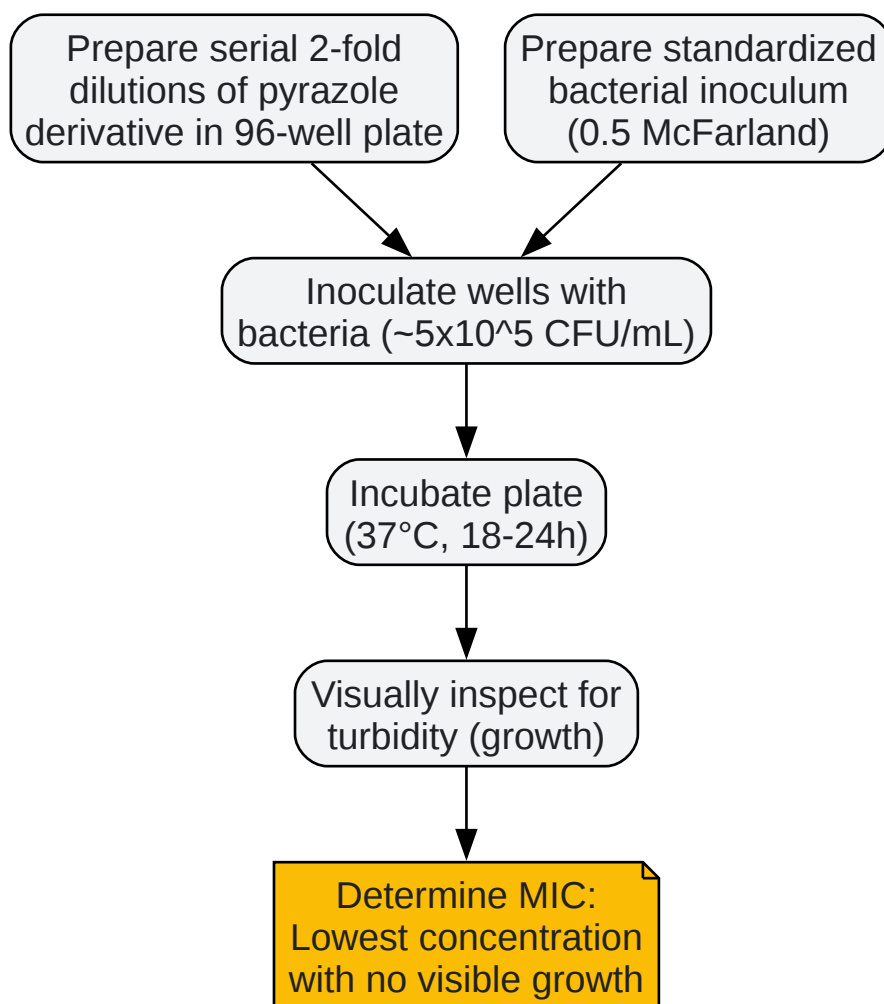 Prepare serial 2-fold
dilutions of pyrazole
derivative in 96-well plate
Prepare standardized
bacterial inoculum
(0.5 McFarland)
Inoculate wells with
bacteria (~5x10^5 CFU/mL)
Incubate plate
(37°C, 18-24h)
Visually inspect for
turbidity (growth)
Determine MIC:
Lowest concentration
with no visible growth